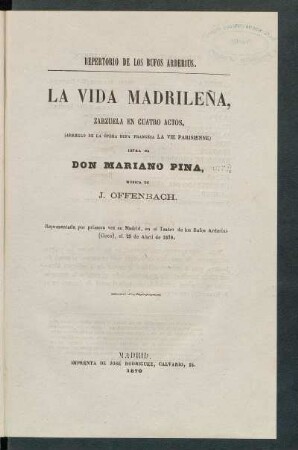 REPERTORIO DE LOS BUFOS ARDERIUS.
LA VIDA MADRILEÑA,
ZARZUELA EN CUATRO ACTOS,
(ARREGLO DE LA ÓPERA BUFA FRANCESA LA VIE PARISIENNE)
LETRA DE
DON MARIANO PINA,
MÚSICA DE
J. OFFENBACH.
Representada por primera vez en Madrid, en el Teatro de los Bufos Arderius
(Circo), el 23 de Abril de 1870.
MADRID.
IMPRENTA DE JOSÉ RODRIGUEZ, CALVARIO, 18.
1870